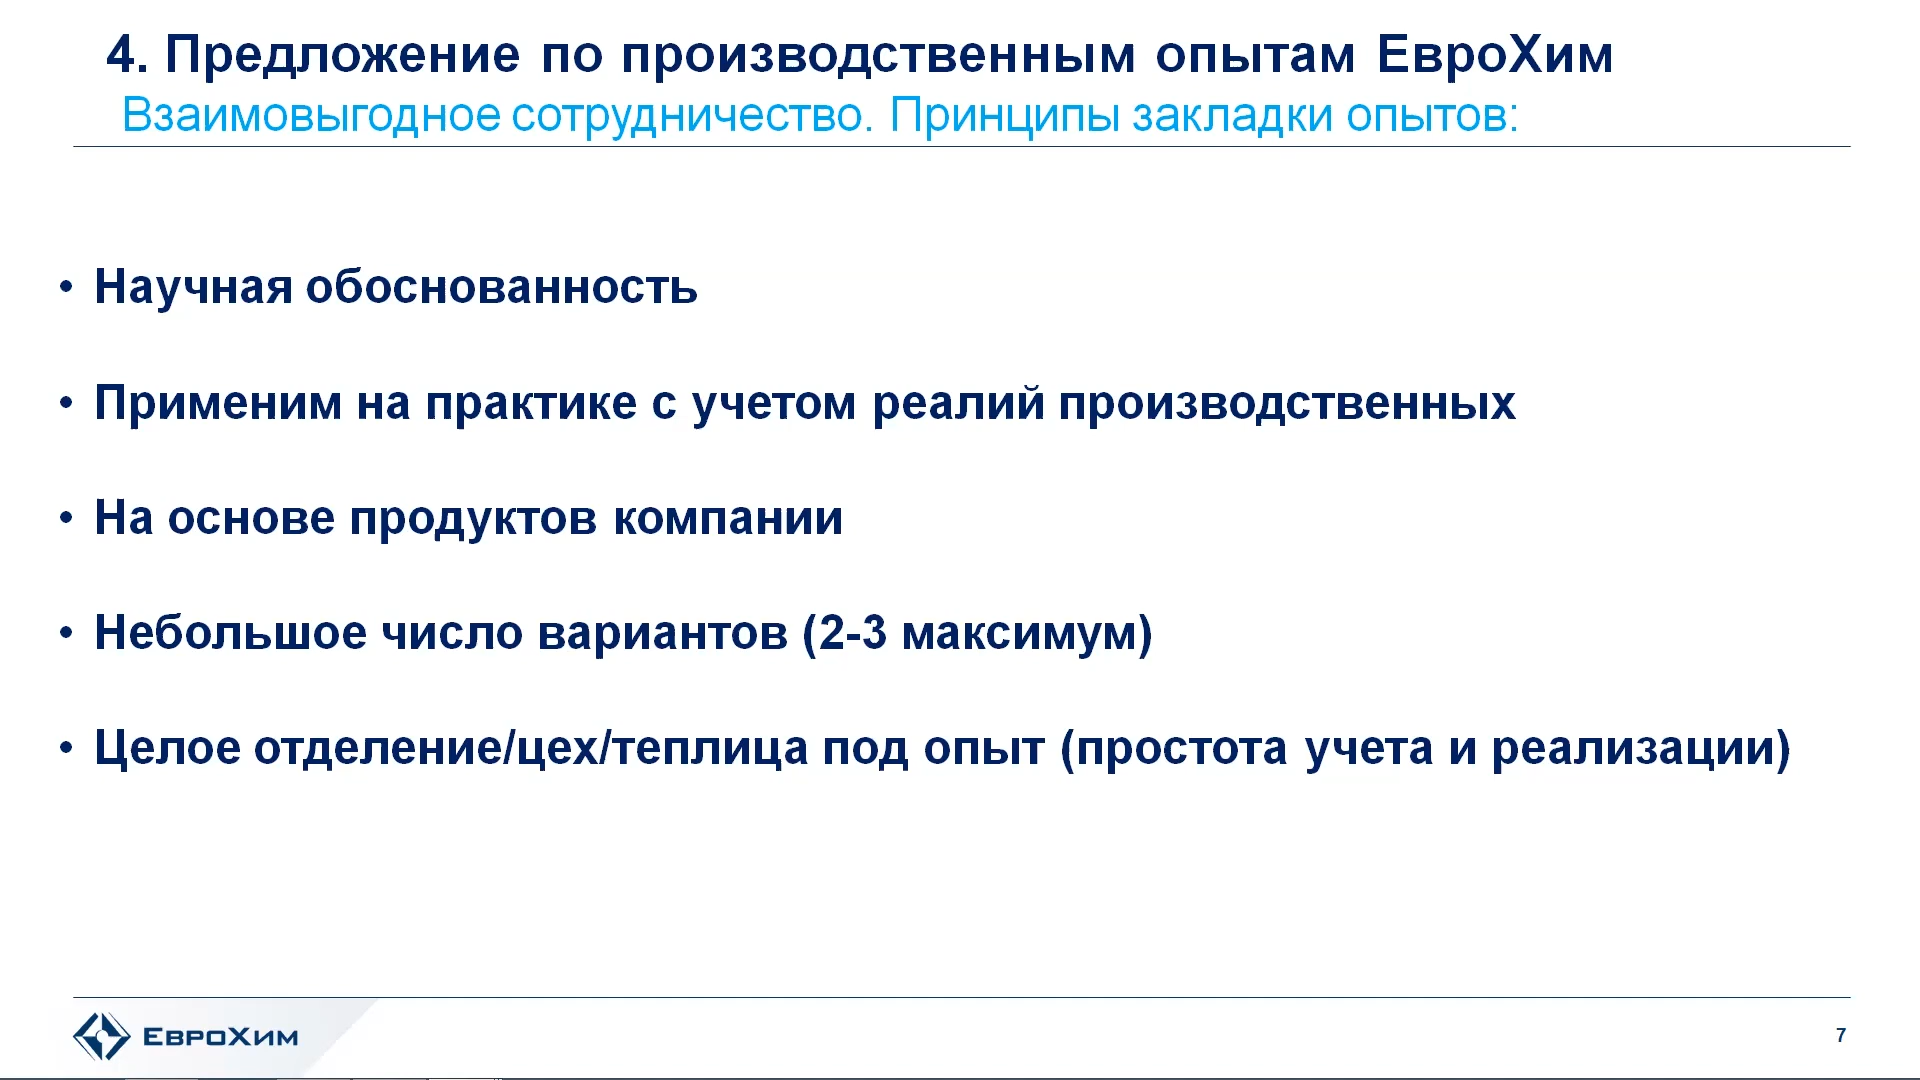 4. Предложение по производственным опытам ЕвроХим
Взаимовыгодное сотрудничество. Принципы закладки опытов:
• Научная обоснованность
• Применим на практике с учетом реалий производственных
• На основе продуктов компании
• Небольшое число вариантов (2-3 максимум)
• Целое отделение/цех/теплица под опыт (простота учета и реализации)
ЕвроХим
7